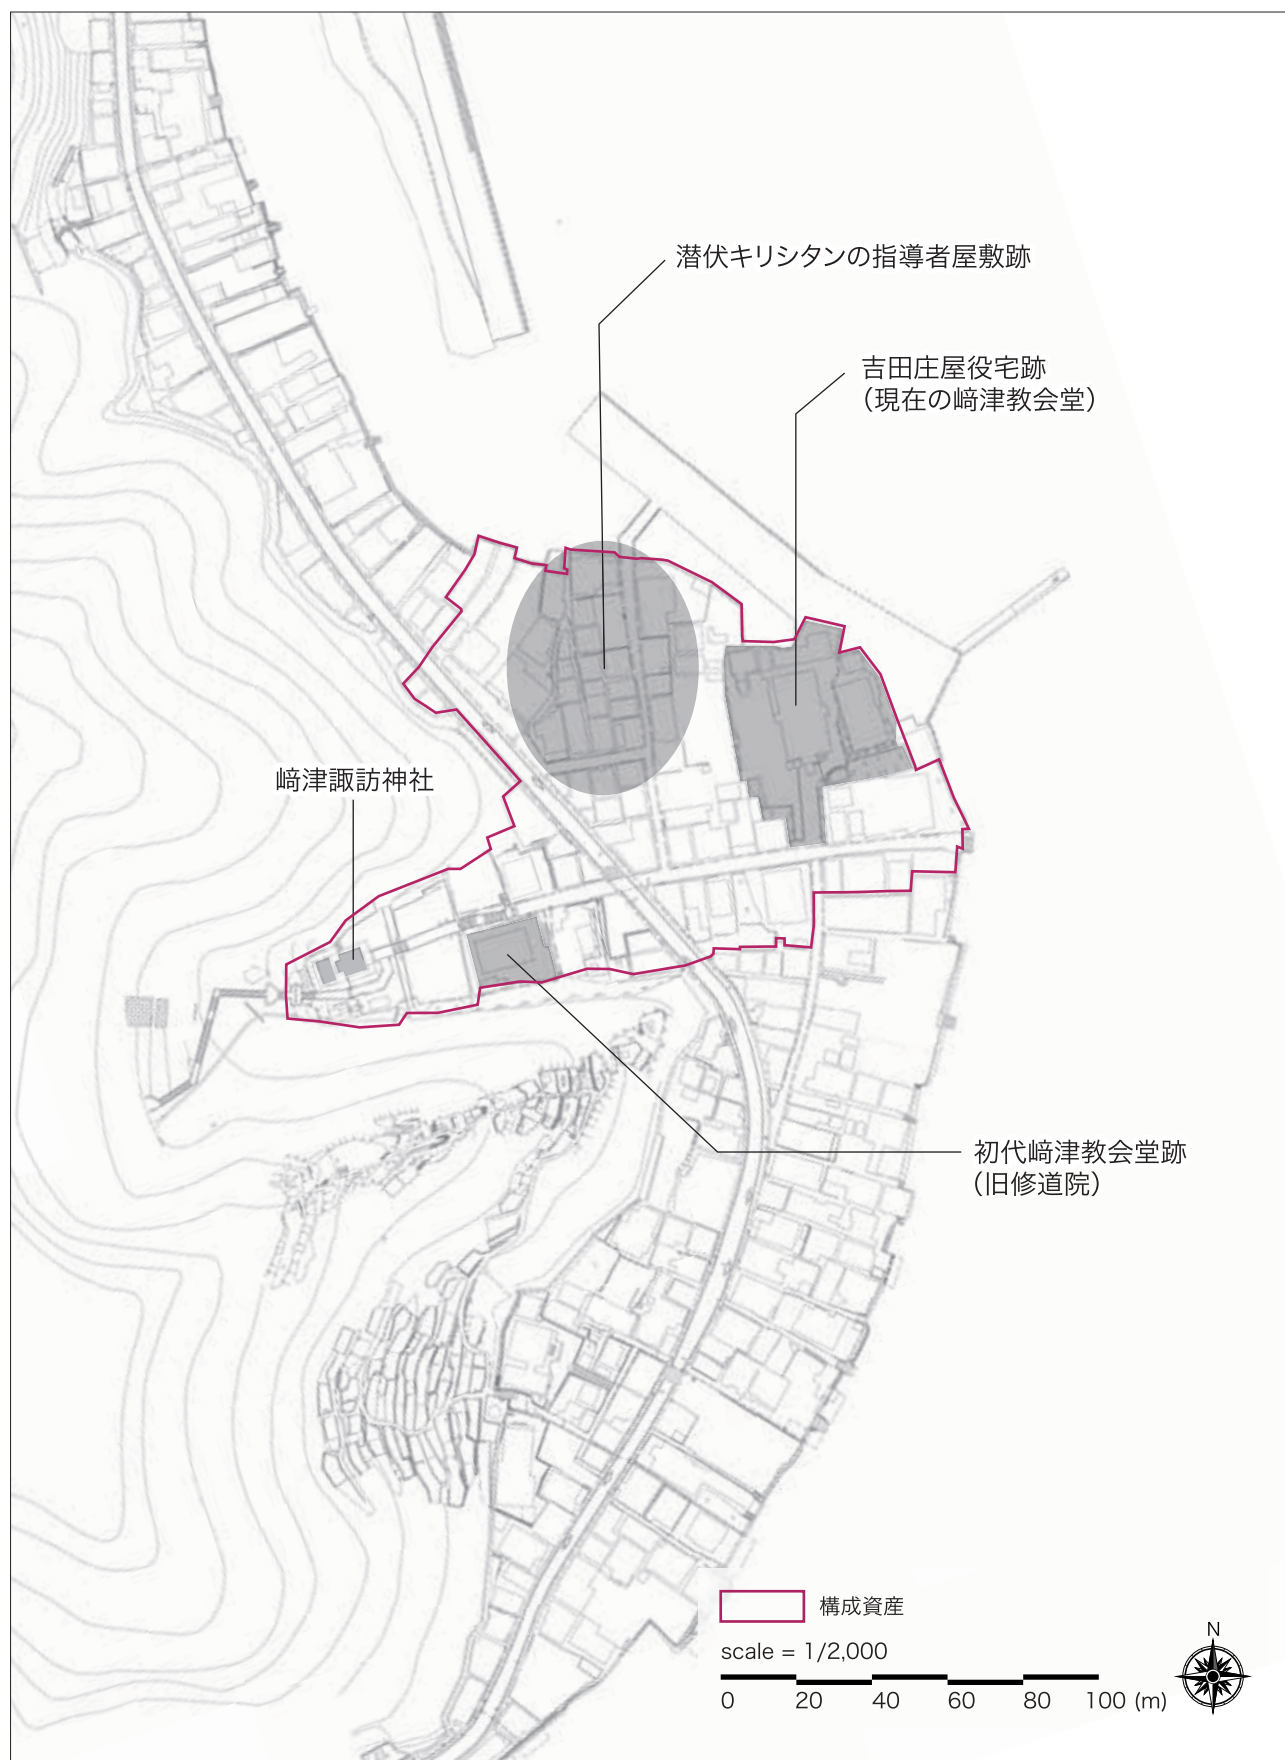 潜伏キリシタンの指導者屋敷跡
吉田庄屋役宅跡
（現在の﨑津教会堂）
﨑津諏訪神社
初代﨑津教会堂跡
（旧修道院）
構成資産
scale = 1/2,000
N
0 20 40 60 80 100 (m)